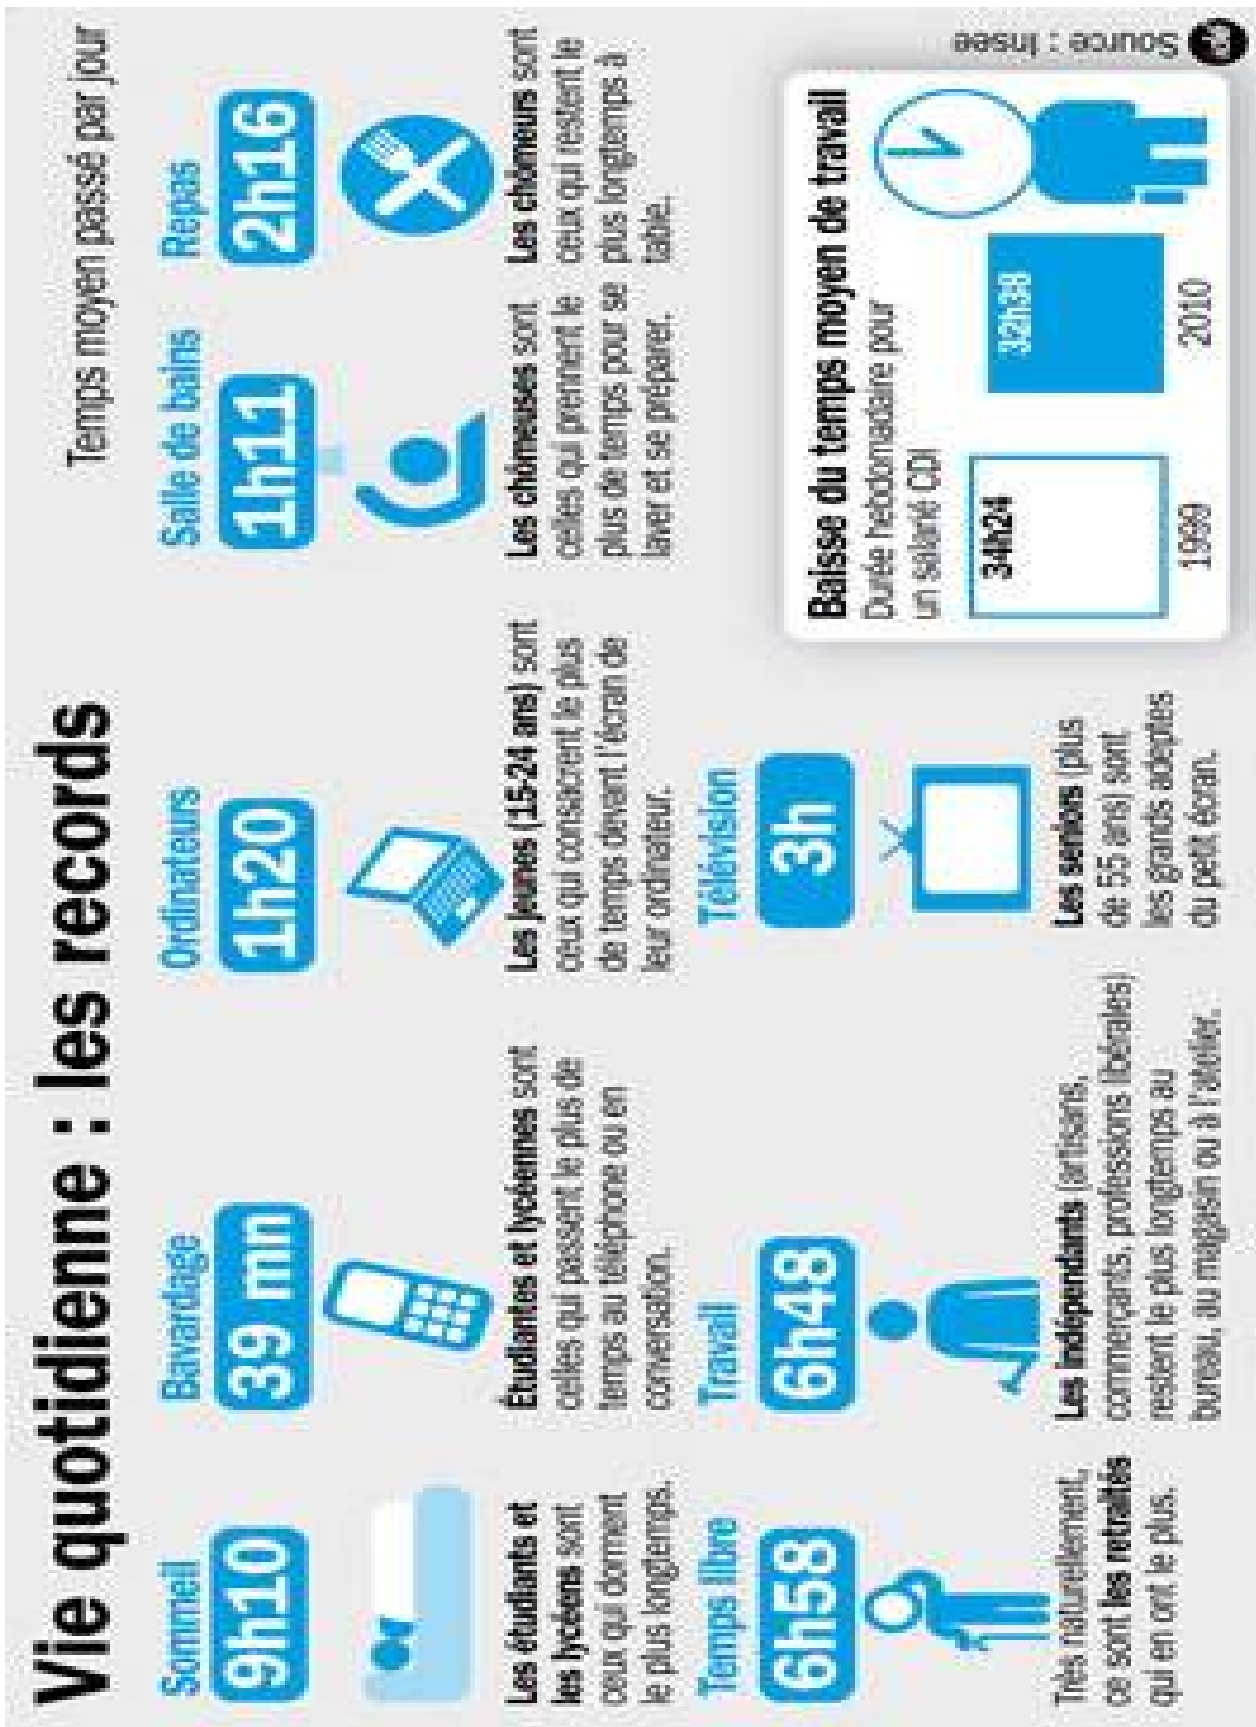 Vie quotidienne : les records
Temps moyen passé par jour
Sommeil
9h10
Les étudiants et
les lycéens sont
ceux qui dorment
le plus longtemps.
Bavardage
39 mn
Étudiantes et lycéennes sont
celles qui passent le plus de
temps au téléphone ou en
conversation.
Ordinateurs
1h20
Les jeunes (15-24 ans) sont
ceux qui consacrent le plus
de temps devant l'écran de
leur ordinateur.
Salle de bains
1h11
Les chômeuses sont
celles qui prennent le
plus de temps pour se
laver et se préparer.
Repas
2h16
Les chômeurs sont
ceux qui restent le
plus longtemps à
table.
Temps libre
6h58
Très naturellement,
ce sont les retraités
qui en ont le plus.
Travail
6h48
Les indépendants (artisans,
commerçants, professions libérales)
restent le plus longtemps au
bureau, au magasin ou à l'atelier.
Télévision
3h
Les seniors (plus
de 55 ans) sont
les grands adeptes
du petit écran.
Baisse du temps moyen de travail
Durée hebdomadaire pour
un salarié CDI
34h24
1999
32h38
2010
Source : Insee